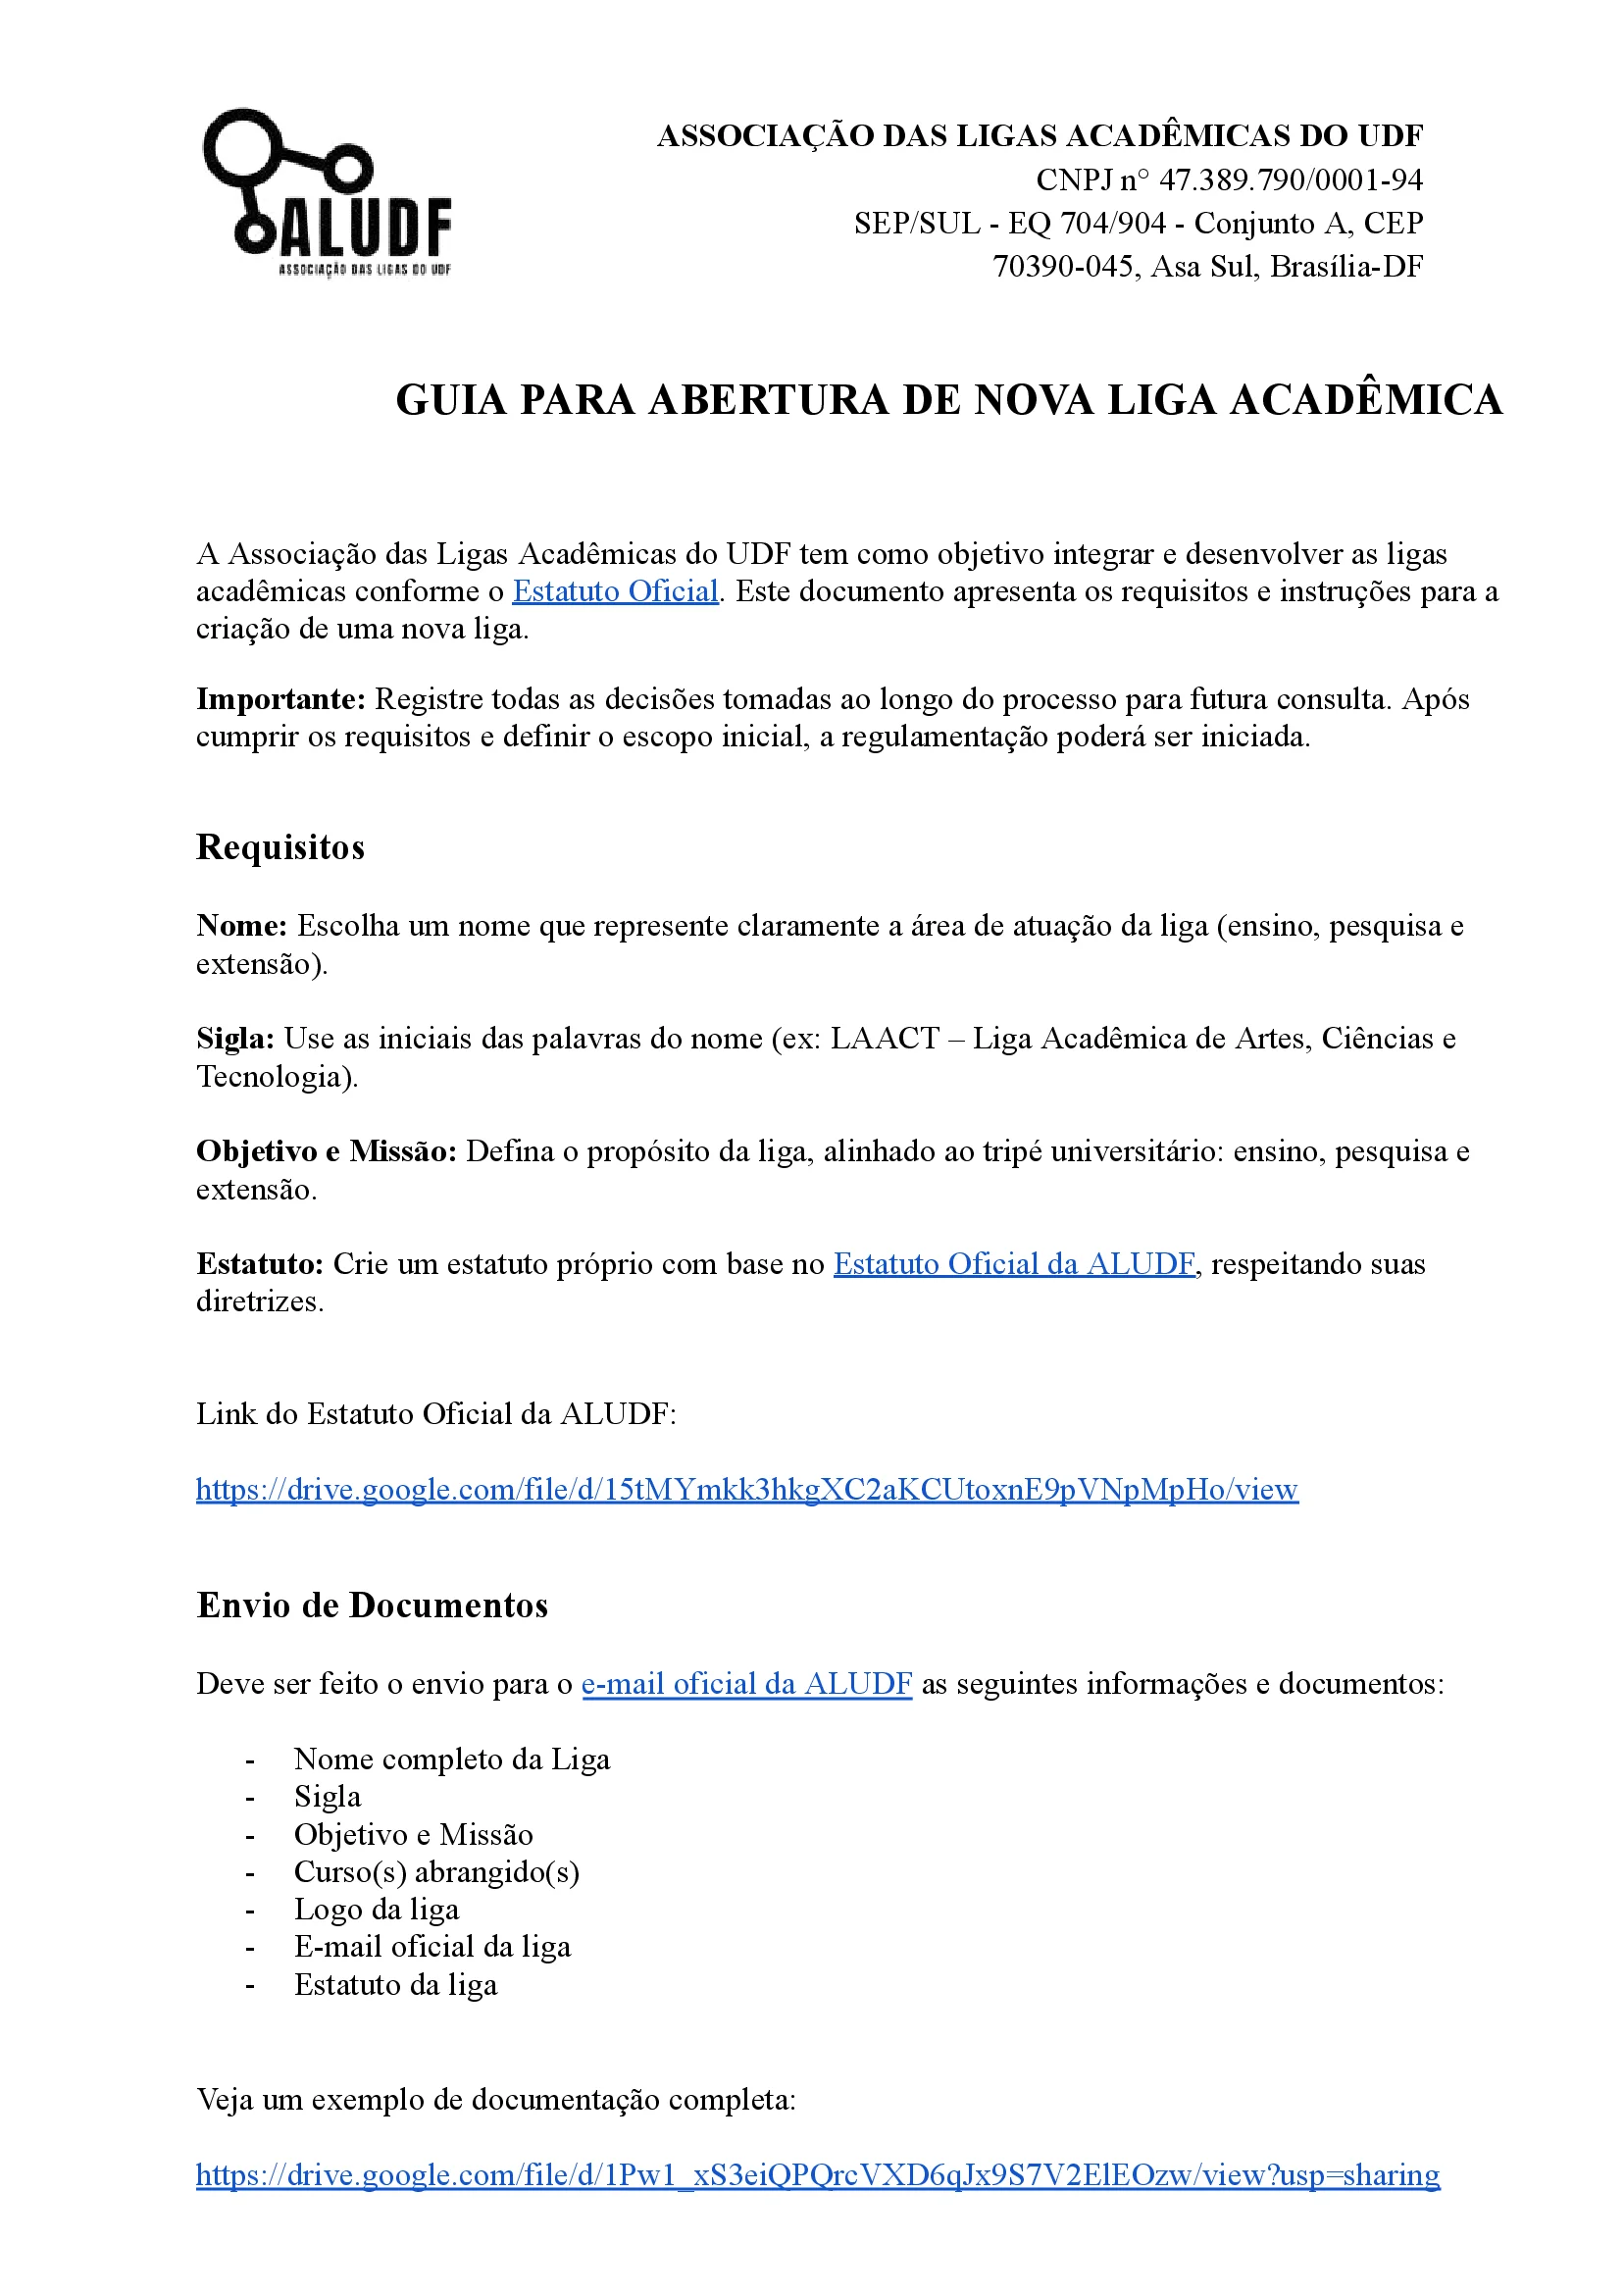 ALUDF
ASSOCIAÇÃO DAS LIGAS DO UDF
ASSOCIAÇÃO DAS LIGAS ACADÊMICAS DO UDF
CNPJ n° 47.389.790/0001-94
SEP/SUL - EQ 704/904 - Conjunto A, CEP
70390-045, Asa Sul, Brasília-DF
GUIA PARA ABERTURA DE NOVA LIGA ACADÊMICA
A Associação das Ligas Acadêmicas do UDF tem como objetivo integrar e desenvolver as ligas
acadêmicas conforme o Estatuto Oficial. Este documento apresenta os requisitos e instruções para a
criação de uma nova liga.
Importante: Registre todas as decisões tomadas ao longo do processo para futura consulta. Após
cumprir os requisitos e definir o escopo inicial, a regulamentação poderá ser iniciada.
Requisitos
Nome: Escolha um nome que represente claramente a área de atuação da liga (ensino, pesquisa e
extensão).
Sigla: Use as iniciais das palavras do nome (ex: LAACT – Liga Acadêmica de Artes, Ciências e
Tecnologia).
Objetivo e Missão: Defina o propósito da liga, alinhado ao tripé universitário: ensino, pesquisa e
extensão.
Estatuto: Crie um estatuto próprio com base no Estatuto Oficial da ALUDF, respeitando suas
diretrizes.
Link do Estatuto Oficial da ALUDF:
https://drive.google.com/file/d/15tMYmkk3hkgXC2aKCUtoxnE9pVNpMpHo/view
Envio de Documentos
Deve ser feito o envio para o e-mail oficial da ALUDF as seguintes informações e documentos:
- Nome completo da Liga
- Sigla
- Objetivo e Missão
- Curso(s) abrangido(s)
- Logo da liga
- E-mail oficial da liga
- Estatuto da liga
Veja um exemplo de documentação completa:
https://drive.google.com/file/d/1Pw1_xS3eiQPQrcVXD6qJx9S7V2ElEOzw/view?usp=sharing